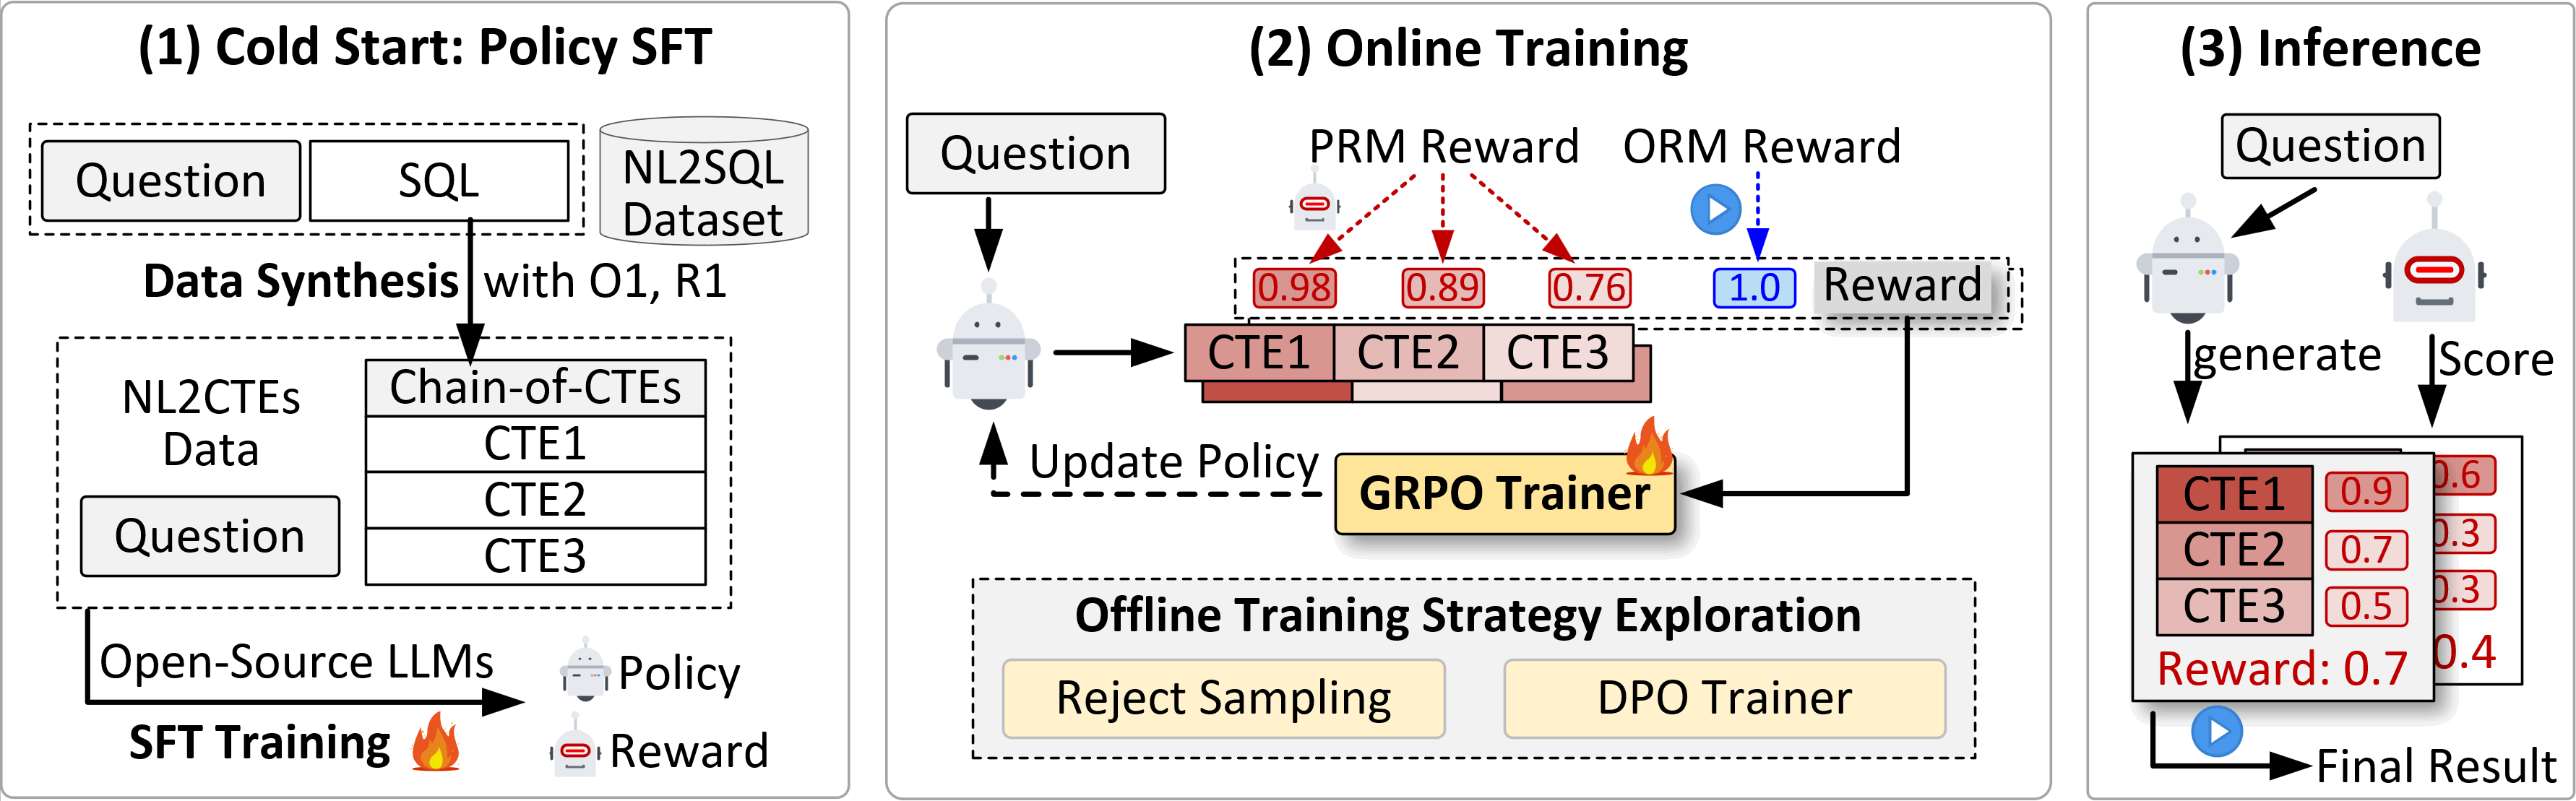 (1) Cold Start: Policy SFT
Question
SQL
NL2SQL
Dataset
Data Synthesis with O1, R1
NL2CTEs
Data
Question
Chain-of-CTEs
CTE1
CTE2
CTE3
Open-Source LLMs
SFT Training
Policy
Reward
(2) Online Training
Question
PRM Reward
ORM Reward
0.98
0.89
0.76
1.0
Reward
CTE1
CTE2
CTE3
Update Policy
GRPO Trainer
Offline Training Strategy Exploration
Reject Sampling
DPO Trainer
(3) Inference
Question
generate
Score
CTE1
0.9
0.6
CTE2
0.7
0.3
CTE3
0.5
0.3
Reward: 0.7
0.4
Final Result